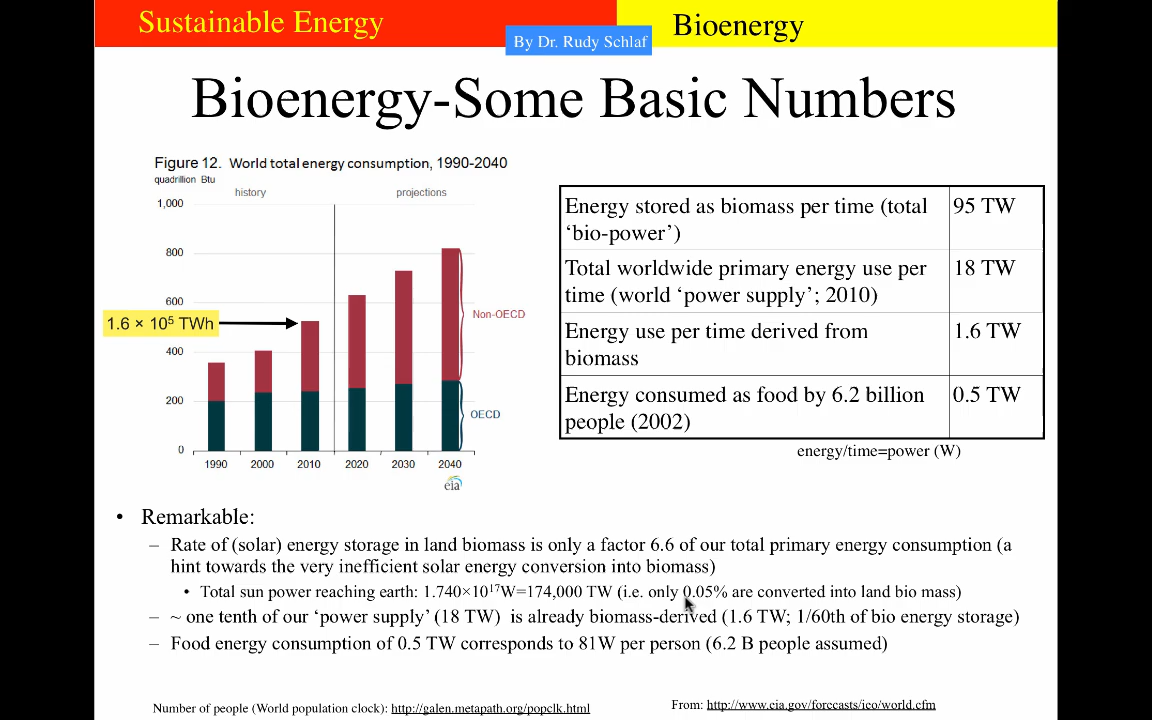 Sustainable Energy
By Dr. Rudy Schlaf
Bioenergy
Bioenergy-Some Basic Numbers
Figure 12. World total energy consumption, 1990-2040
quadrillion Btu
history
projections
1,000
800
600
400
200
0
1.6 × 10⁵ TWh
Non-OECD
OECD
1990 2000 2010 2020 2030 2040
eia
Energy stored as biomass per time (total 95 TW
‘bio-power’)
Total worldwide primary energy use per 18 TW
time (world ‘power supply’; 2010)
Energy use per time derived from 1.6 TW
biomass
Energy consumed as food by 6.2 billion 0.5 TW
people (2002)
energy/time=power (W)
• Remarkable:
– Rate of (solar) energy storage in land biomass is only a factor 6.6 of our total primary energy consumption (a
hint towards the very inefficient solar energy conversion into biomass)
• Total sun power reaching earth: 1.740×10¹⁷W=174,000 TW (i.e. only 0.05% are converted into land bio mass)
– ~ one tenth of our ‘power supply’ (18 TW) is already biomass-derived (1.6 TW; 1/60th of bio energy storage)
– Food energy consumption of 0.5 TW corresponds to 81W per person (6.2 B people assumed)
Number of people (World population clock): http://galen.metapath.org/popclk.html
From: http://www.eia.gov/forecasts/ieo/world.cfm